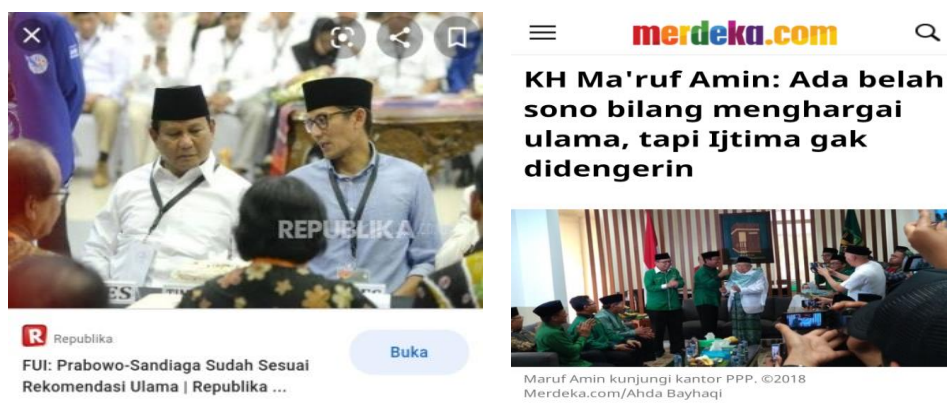 REPUBLIKA
Republika
FUI: Prabowo-Sandiaga Sudah Sesuai
Rekomendasi Ulama | Republika ...
Buka
merdeka.com
KH Ma'ruf Amin: Ada belah
sono bilang menghargai
ulama, tapi Ijtima gak
didengerin
Maruf Amin kunjungi kantor PPP. ©2018
Merdeka.com/Ahda Bayhaqi